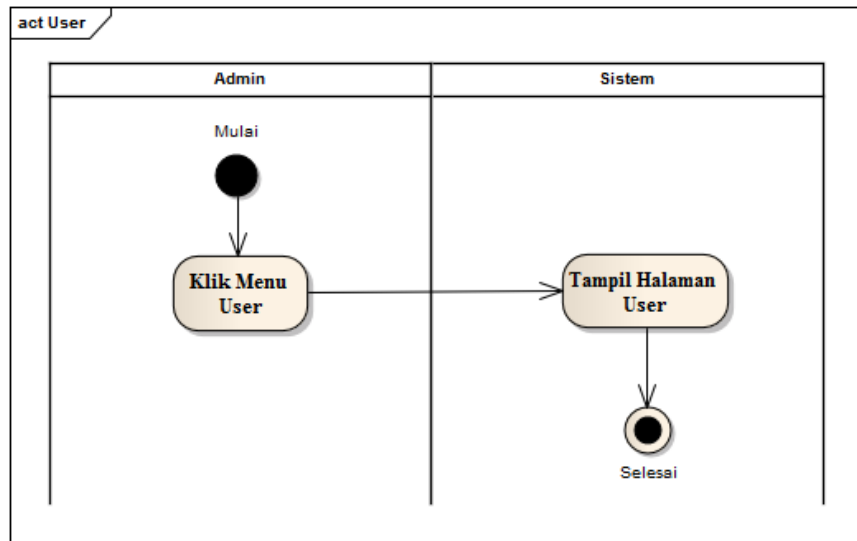 act User
Admin
Sistem
Mulai
Klik Menu
User
Tampil Halaman
User
Selesai